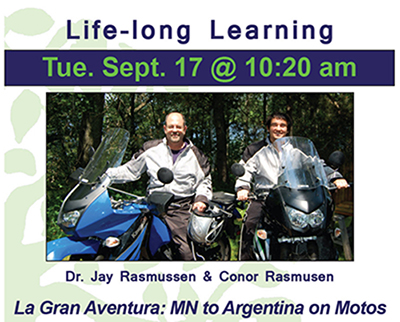 Life-long Learning
Tue. Sept. 17 @ 10:20 am
Dr. Jay Rasmussen & Conor Rasmusen
La Gran Aventura: MN to Argentina on Motos